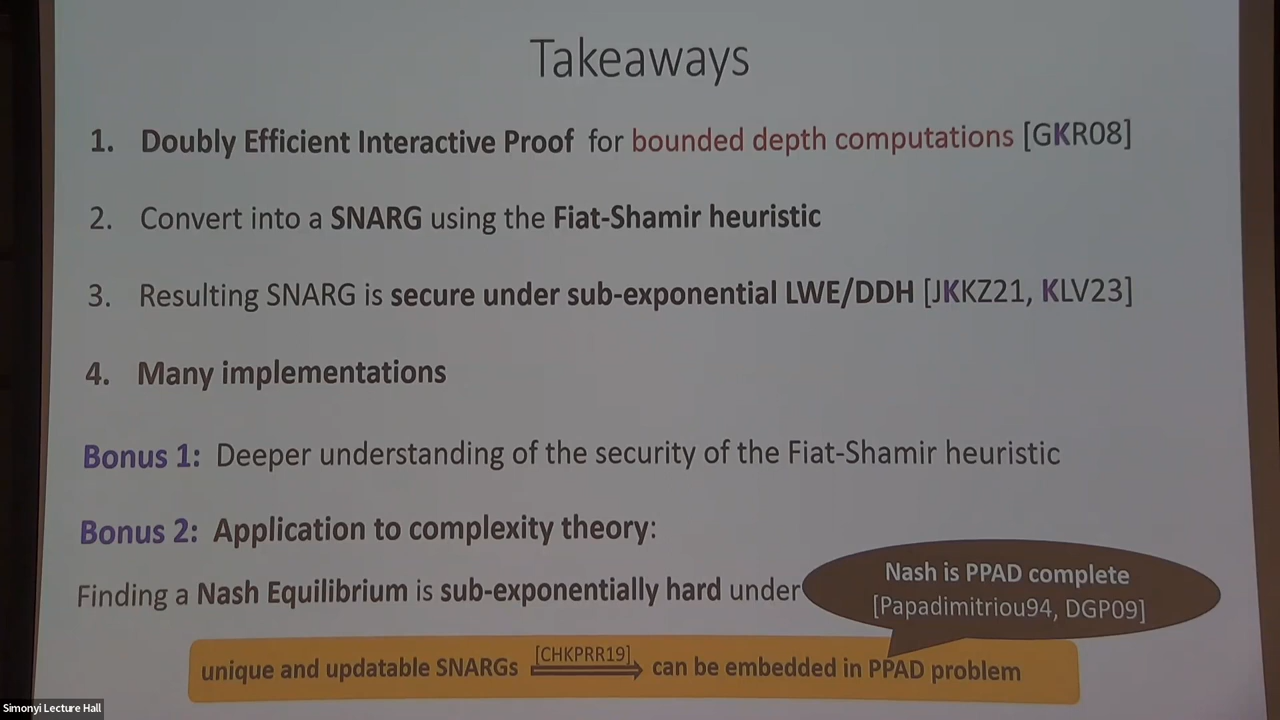 Takeaways
1. Doubly Efficient Interactive Proof for bounded depth computations [GKR08]
2. Convert into a SNARG using the Fiat-Shamir heuristic
3. Resulting SNARG is secure under sub-exponential LWE/DDH [JKKZ21, KLV23]
4. Many implementations
Bonus 1: Deeper understanding of the security of the Fiat-Shamir heuristic
Bonus 2: Application to complexity theory:
Finding a Nash Equilibrium is sub-exponentially hard under
Nash is PPAD complete
[Papadimitriou94, DGP09]
unique and updatable SNARGs [CHKPRR19] can be embedded in PPAD problem
Simonyi Lecture Hall